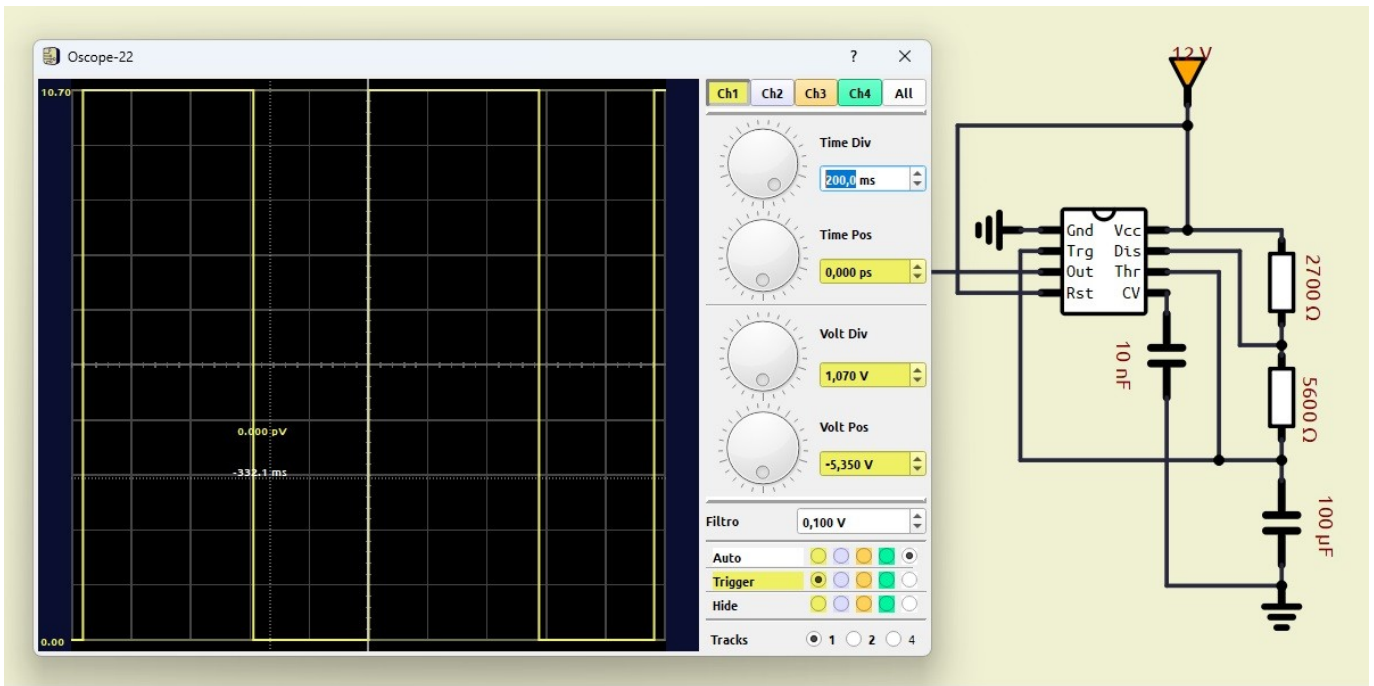 Oscope-22
?
10.70
0.000 pV
-332.1 ms
0.00
Ch1 Ch2 Ch3 Ch4 All
Time Div
200,0 ms
Time Pos
0,000 ps
Volt Div
1,070 V
Volt Pos
-5,350 V
Filtro 0,100 V
Auto
Trigger
Hide
Tracks 1 2 4
12 V
Gnd Vcc
Trg Dis
Out Thr
Rst CV
2700 Ω
10 nF
5600 Ω
100 µF